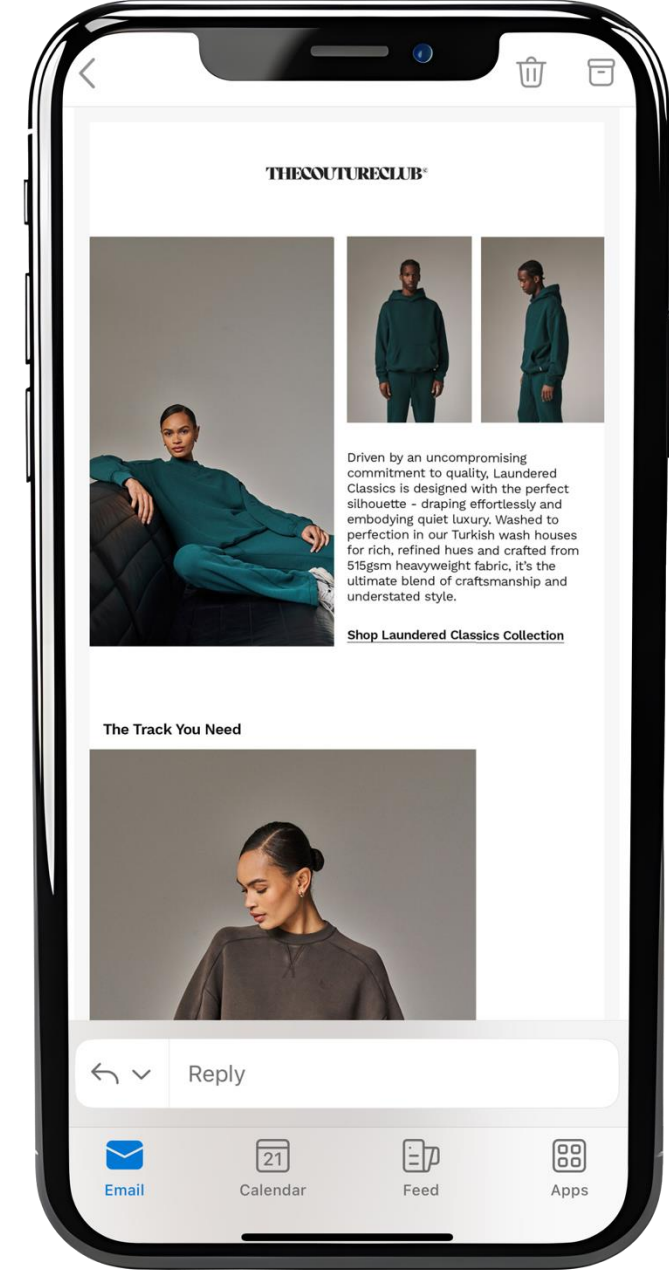 THECOUTURECLUB®
Driven by an uncompromising
commitment to quality, Laundered
Classics is designed with the perfect
silhouette - draping effortlessly and
embodying quiet luxury. Washed to
perfection in our Turkish wash houses
for rich, refined hues and crafted from
515gsm heavyweight fabric, it's the
ultimate blend of craftsmanship and
understated style.
Shop Laundered Classics Collection
The Track You Need
Reply
21
Email
Calendar
Feed
Apps